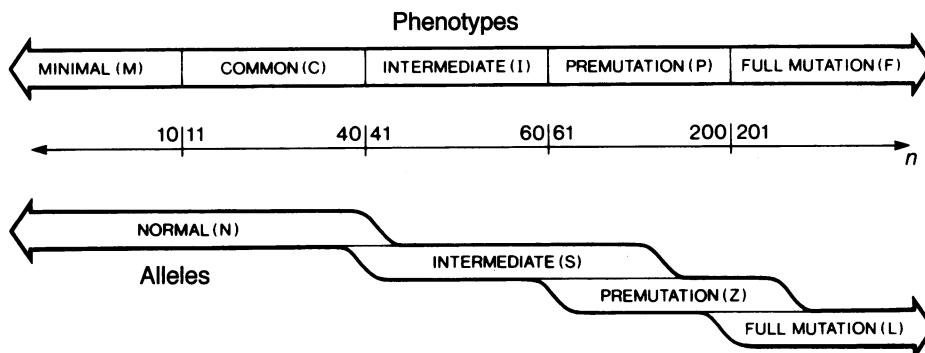 Phenotypes
MINIMAL (M) COMMON (C) INTERMEDIATE (I) PREMUTATION (P) FULL MUTATION (F)
10 11 40 41 60 61 200 201
n
NORMAL (N)
INTERMEDIATE (S)
Alleles
PREMUTATION (Z)
FULL MUTATION (L)